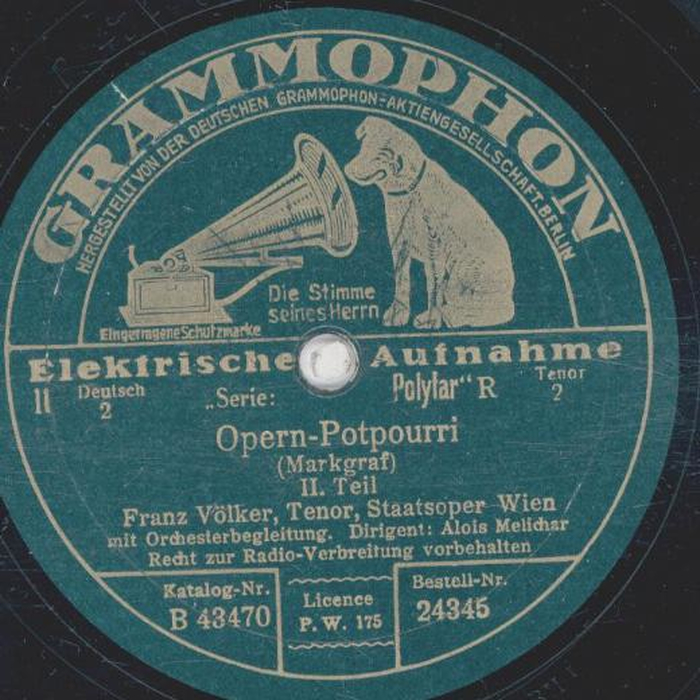 GRAMMOPHON
HERGESTELLT VON DER DEUTSCHEN GRAMMOPHON-AKTIENGESELLSCHAFT. BERLIN
Die Stimme
seines Herrn
Eingetragene Schutzmarke
Elektrische Aufnahme
11 Deutsch 2 „Serie: Polyfar“ R Tenor 2
Opern-Potpourri
(Markgraf)
II. Teil
Franz Völker, Tenor, Staatsoper Wien
mit Orchesterbegleitung. Dirigent: Alois Melichar
Recht zur Radio-Verbreitung vorbehalten
Katalog-Nr.
B 43470
Licence
P. W. 175
Bestell-Nr.
24345